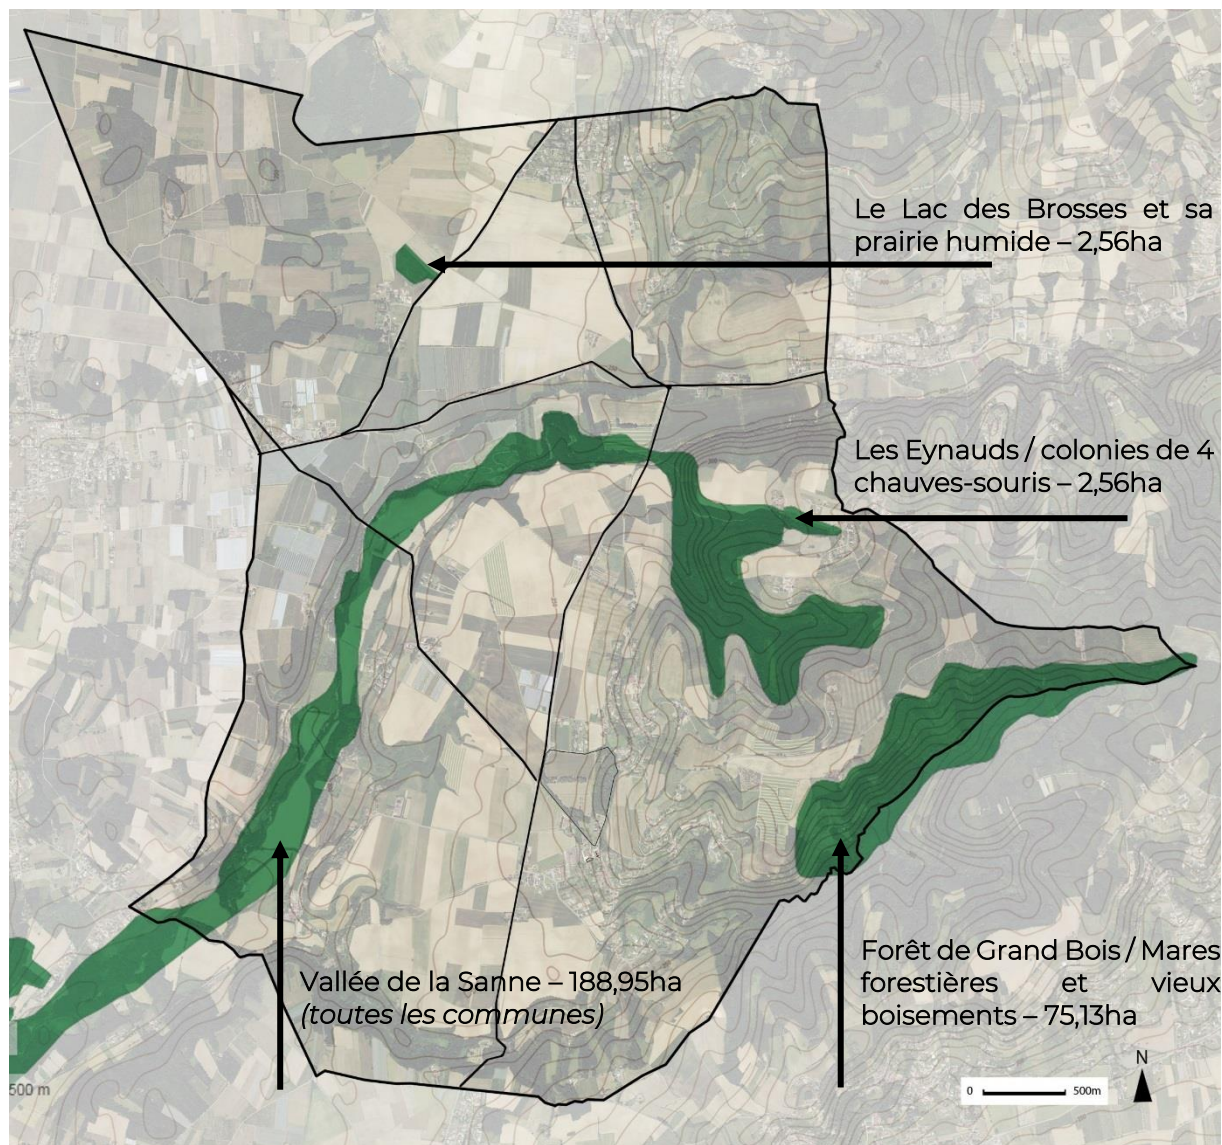 Le Lac des Brosses et sa
prairie humide – 2,56ha
Les Eynauds / colonies de 4
chauves-souris – 2,56ha
Forêt de Grand Bois / Mares
forestières et vieux
boisements – 75,13ha
Vallée de la Sanne – 188,95ha
(toutes les communes)
N
0 500m
500 m